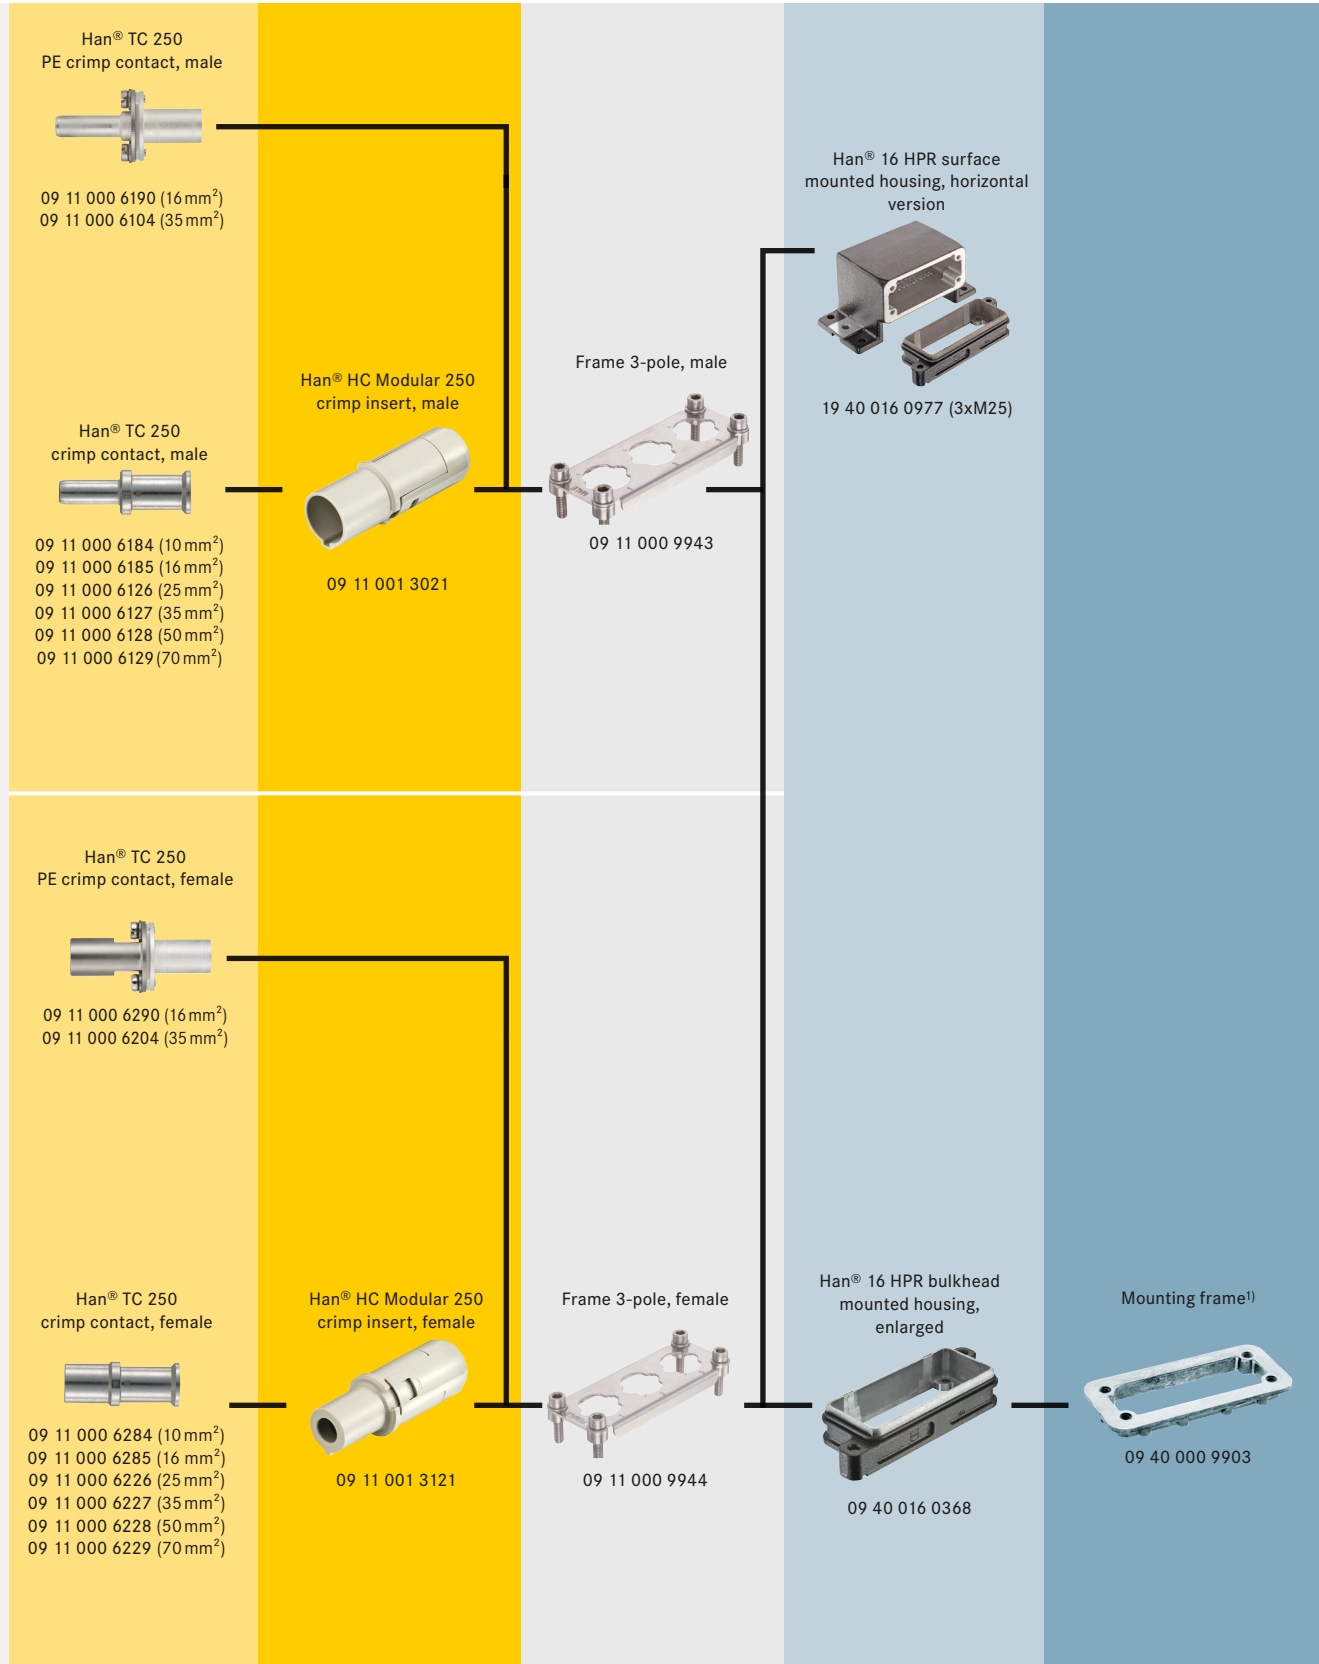 Han® TC 250
PE crimp contact, male
09 11 000 6190 (16 mm²)
09 11 000 6104 (35 mm²)
Han® TC 250
crimp contact, male
09 11 000 6184 (10 mm²)
09 11 000 6185 (16 mm²)
09 11 000 6126 (25 mm²)
09 11 000 6127 (35 mm²)
09 11 000 6128 (50 mm²)
09 11 000 6129 (70 mm²)
Han® HC Modular 250
crimp insert, male
09 11 001 3021
Frame 3-pole, male
09 11 000 9943
Han® 16 HPR surface
mounted housing, horizontal
version
19 40 016 0977 (3xM25)
Han® TC 250
PE crimp contact, female
09 11 000 6290 (16 mm²)
09 11 000 6204 (35 mm²)
Han® TC 250
crimp contact, female
09 11 000 6284 (10 mm²)
09 11 000 6285 (16 mm²)
09 11 000 6226 (25 mm²)
09 11 000 6227 (35 mm²)
09 11 000 6228 (50 mm²)
09 11 000 6229 (70 mm²)
Han® HC Modular 250
crimp insert, female
09 11 001 3121
Frame 3-pole, female
09 11 000 9944
Han® 16 HPR bulkhead
mounted housing,
enlarged
09 40 016 0368
Mounting frame¹⁾
09 40 000 9903